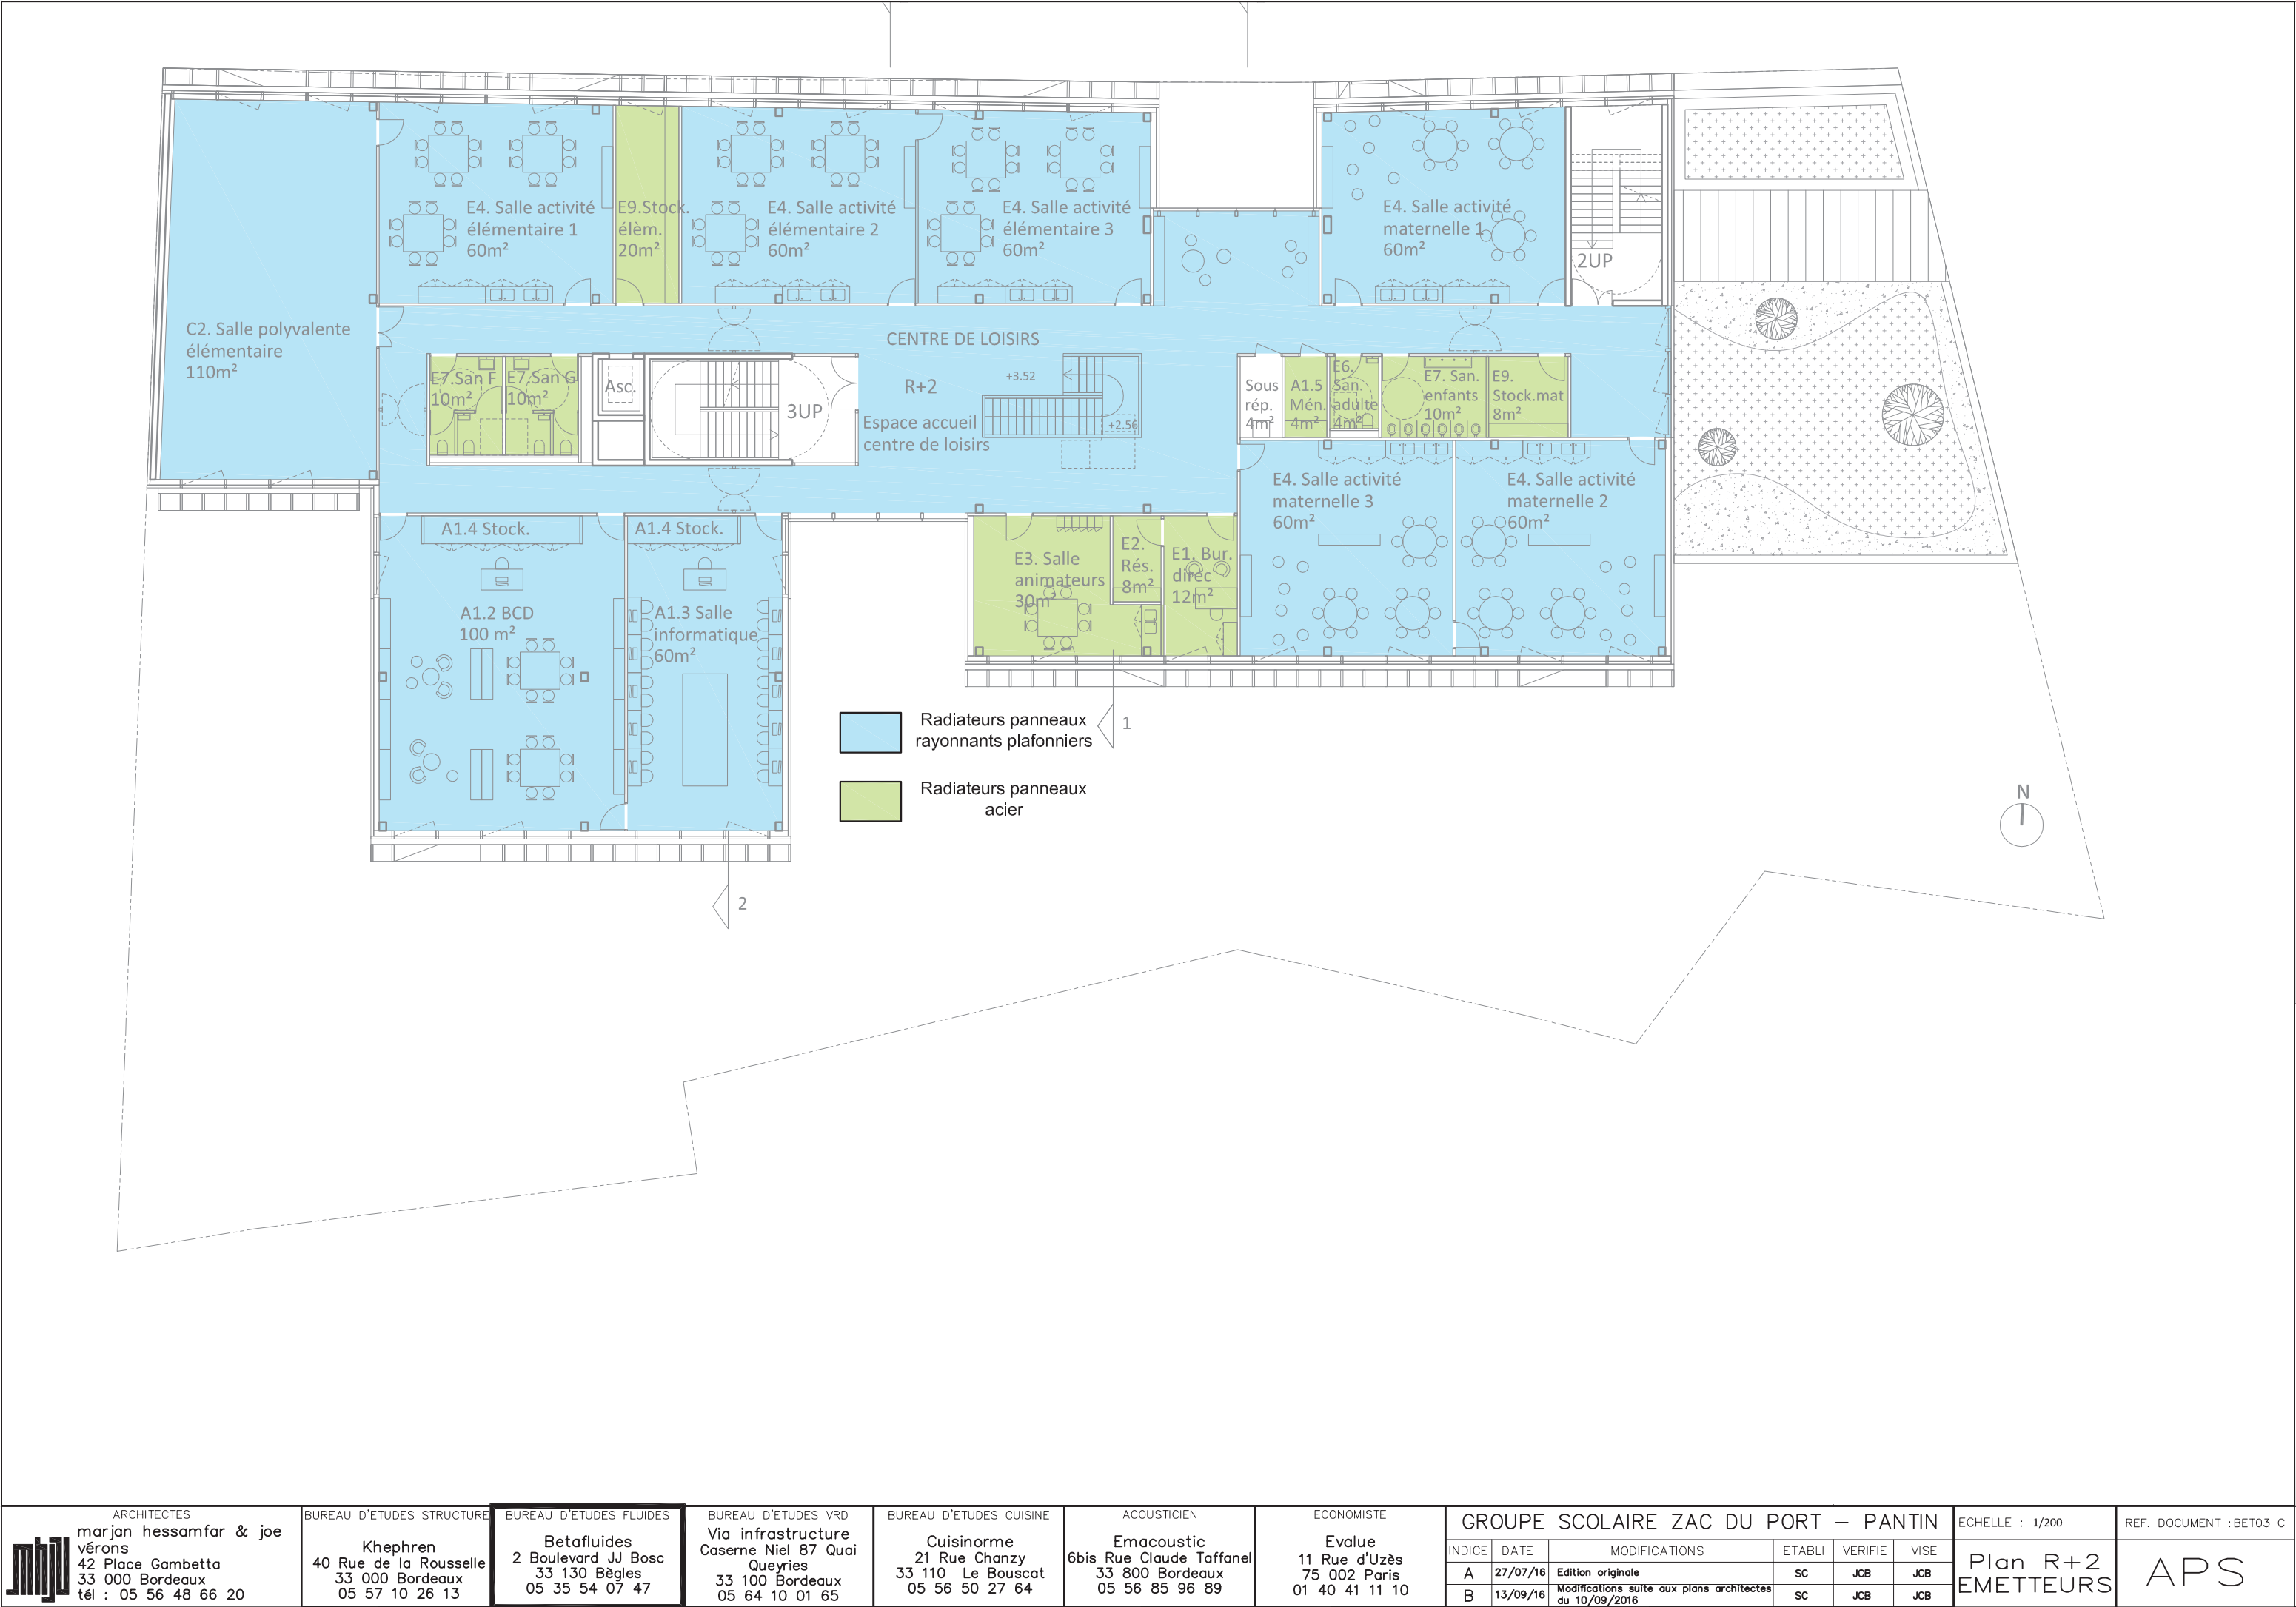 E4. Salle activité
élémentaire 1
60m²
E9.Stock.
élèm.
20m²
E4. Salle activité
élémentaire 2
60m²
E4. Salle activité
élémentaire 3
60m²
E4. Salle activité
maternelle 1
60m²
2UP
C2. Salle polyvalente
élémentaire
110m²
CENTRE DE LOISIRS
E7.San F
10m²
E7.San G
10m²
Asc.
3UP
R+2
+3.52
+2.56
Espace accueil
centre de loisirs
Sous
rép.
4m²
A1.5
Mén.
4m²
E6.
San.
adulte
4m²
E7. San.
enfants
10m²
E9.
Stock.mat
8m²
E4. Salle activité
maternelle 3
60m²
E4. Salle activité
maternelle 2
60m²
A1.4 Stock.
A1.4 Stock.
E3. Salle
animateurs
30m²
E2.
Rés.
8m²
E1. Bur.
direc
12m²
A1.2 BCD
100 m²
A1.3 Salle
informatique
60m²
Radiateurs panneaux
rayonnants plafonniers
1
Radiateurs panneaux
acier
N
2
ARCHITECTES
marjan hessamfar & joe
vérons
42 Place Gambetta
33 000 Bordeaux
tél : 05 56 48 66 20
BUREAU D'ETUDES STRUCTURE
Khephren
40 Rue de la Rousselle
33 000 Bordeaux
05 57 10 26 13
BUREAU D'ETUDES FLUIDES
Betafluides
2 Boulevard JJ Bosc
33 130 Bègles
05 35 54 07 47
BUREAU D'ETUDES VRD
Via infrastructure
Caserne Niel 87 Quai
Queyries
33 100 Bordeaux
05 64 10 01 65
BUREAU D'ETUDES CUISINE
Cuisinorme
21 Rue Chanzy
33 110 Le Bouscat
05 56 50 27 64
ACOUSTICIEN
Emacoustic
6bis Rue Claude Taffanel
33 800 Bordeaux
05 56 85 96 89
ECONOMISTE
Evalue
11 Rue d'Uzès
75 002 Paris
01 40 41 11 10
GROUPE SCOLAIRE ZAC DU PORT – PANTIN
INDICE DATE MODIFICATIONS ETABLI VERIFIE VISE
A 27/07/16 Edition originale SC JCB JCB
B 13/09/16 Modifications suite aux plans architectes
du 10/09/2016 SC JCB JCB
ECHELLE : 1/200
Plan R+2
EMETTEURS
REF. DOCUMENT :BET03 C
APS